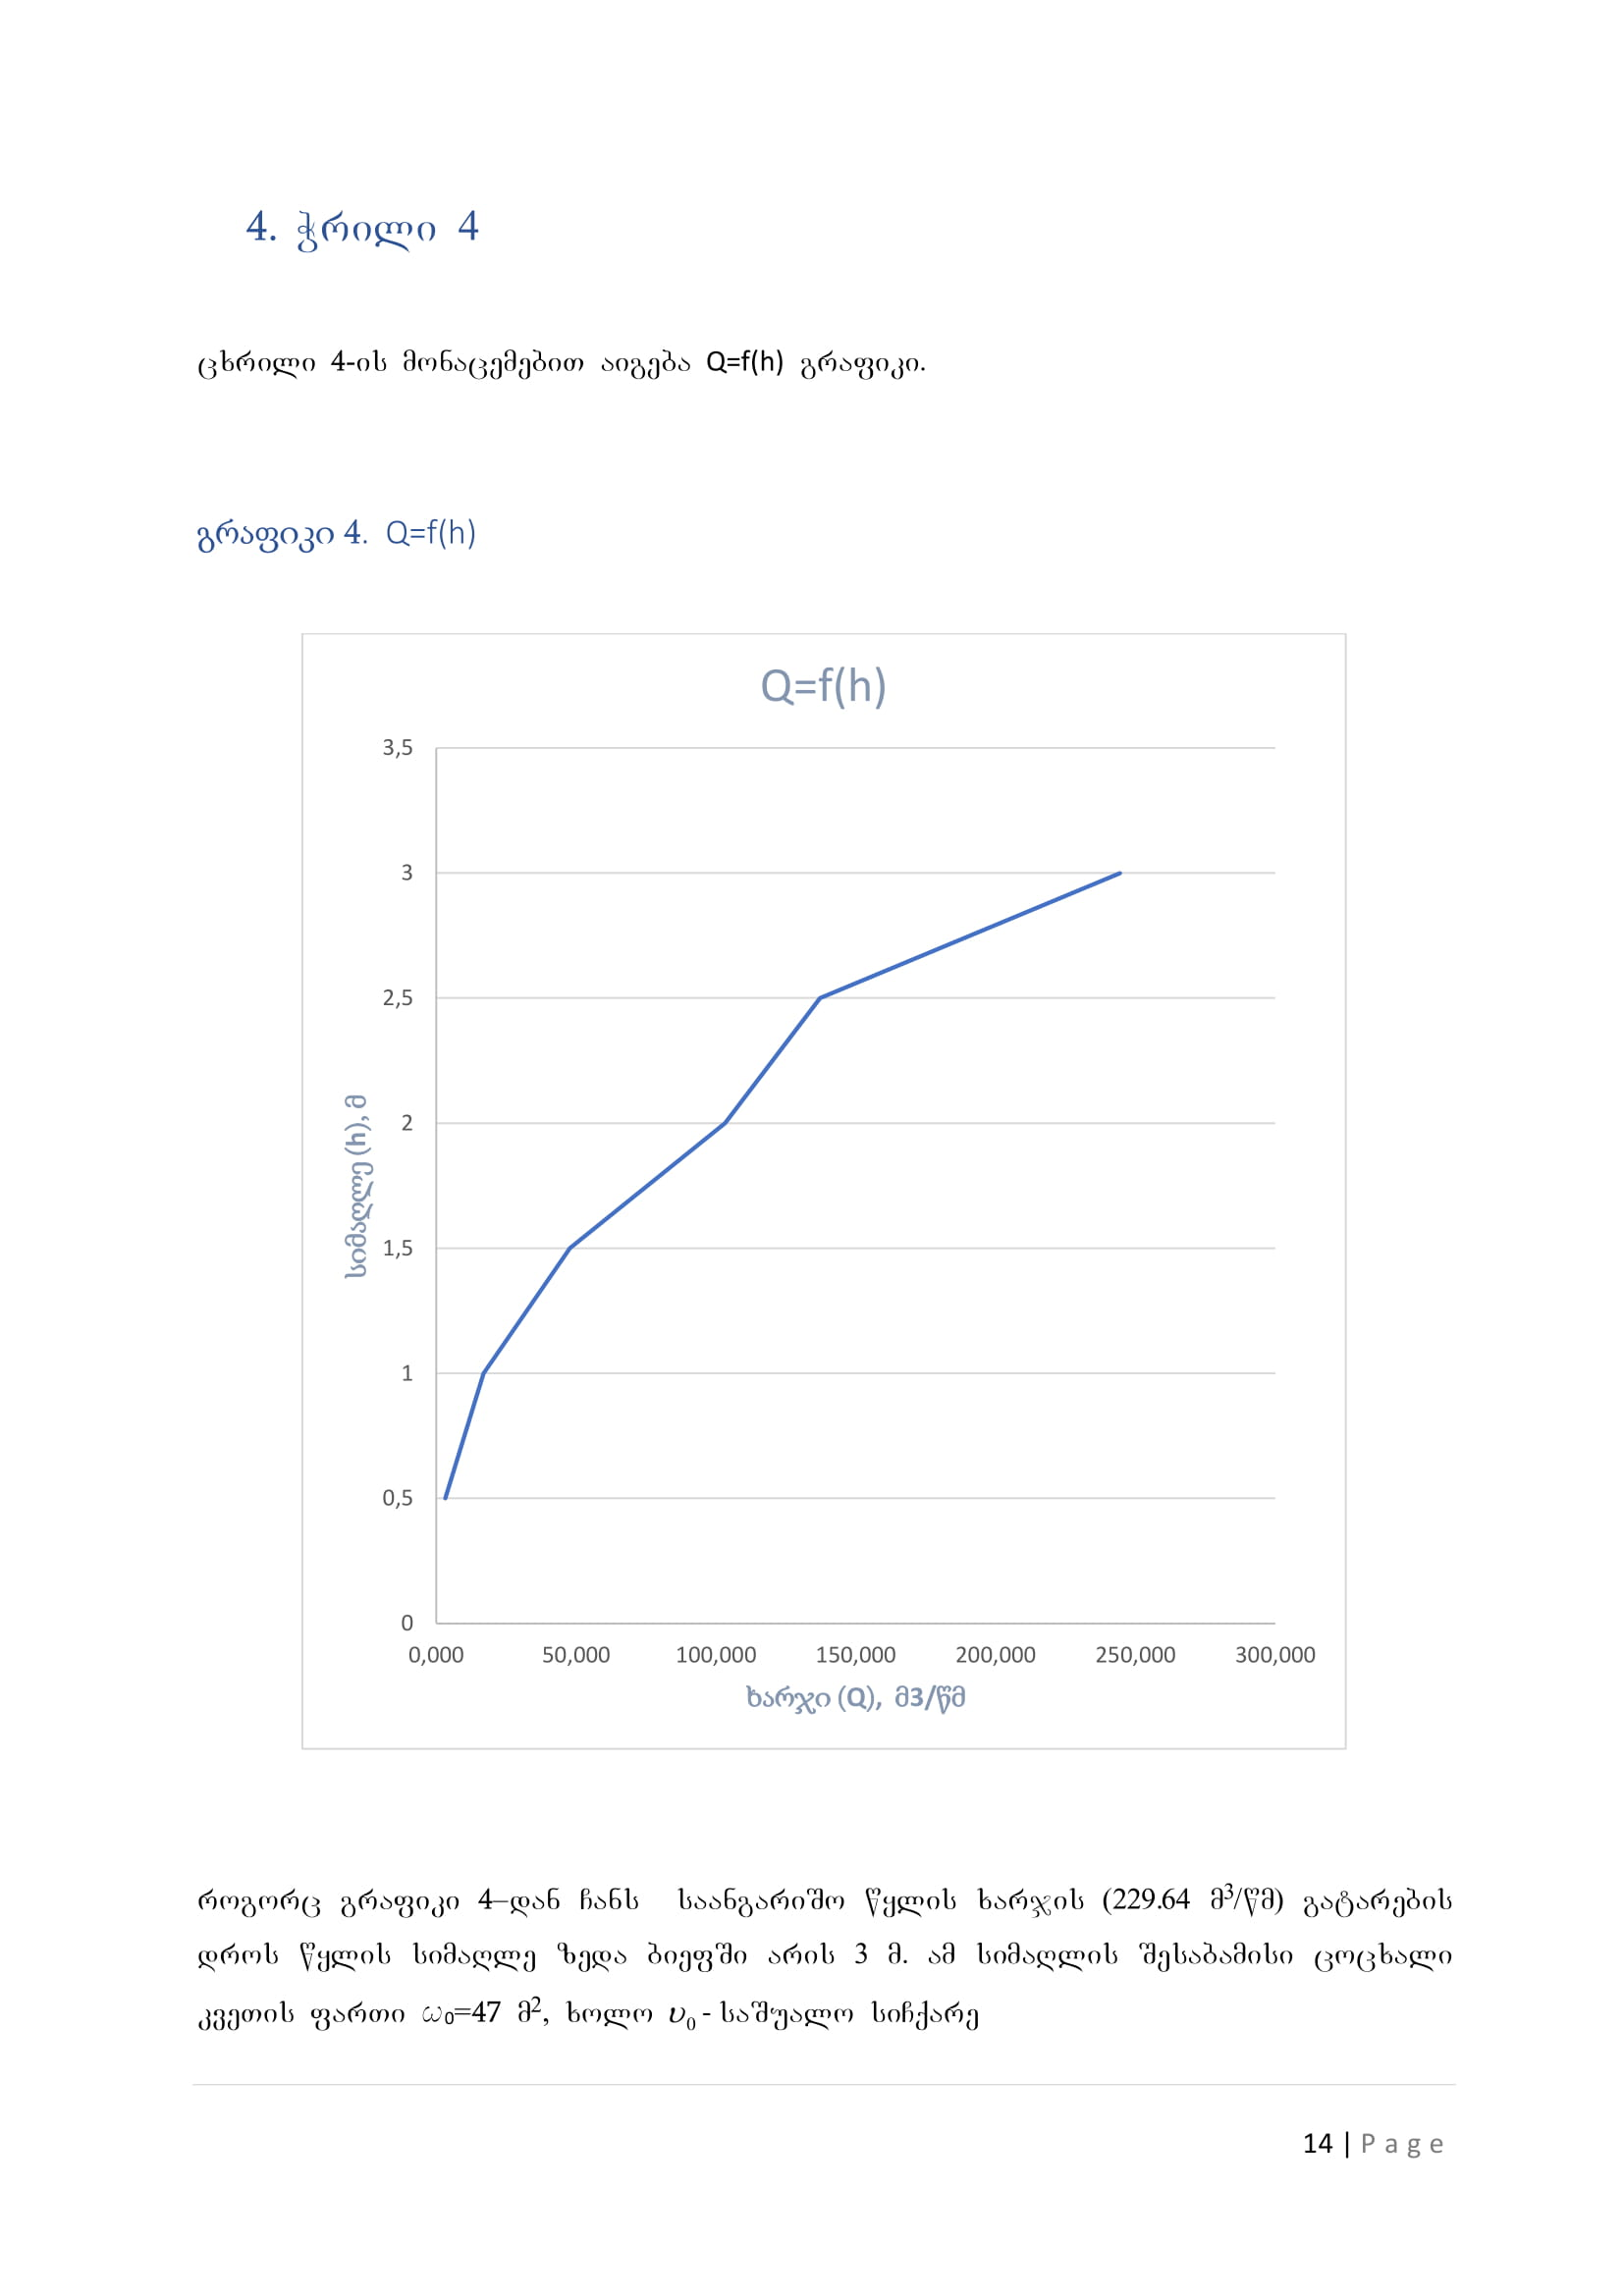 4. ჭრილი 4
ცხრილი 4-ის მონაცემებით აიგება Q=f(h) გრაფიკი.
გრაფიკი 4. Q=f(h)
Q=f(h)
3,5
3
2,5
2
1,5
1
0,5
0
სიმაღლე (h), მ
0,000 50,000 100,000 150,000 200,000 250,000 300,000
ხარჯი (Q), მ3/წმ
როგორც გრაფიკი 4–დან ჩანს საანგარიშო წყლის ხარჯის (229.64 მ³/წმ) გატარების
დროს წყლის სიმაღლე ზედა ბიეფში არის 3 მ. ამ სიმაღლის შესაბამისი ცოცხალი
კვეთის ფართი ω₀=47 მ², ხოლო υ₀ - საშუალო სიჩქარე
14 | Page